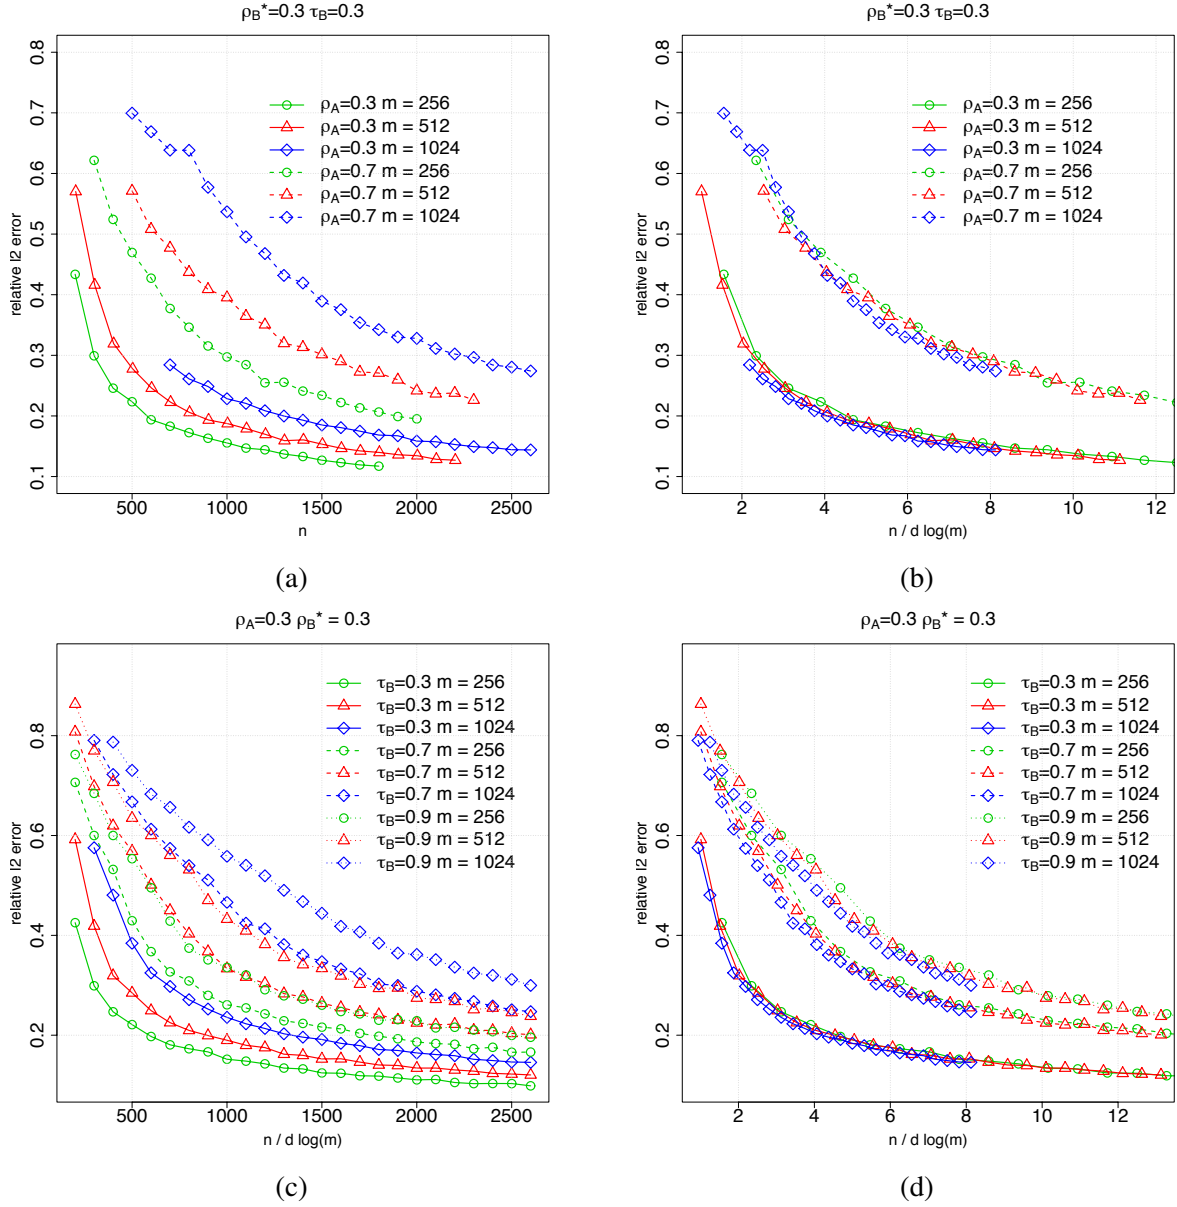 ρB*=0.3 τB=0.3
relative l2 error
0.1 0.2 0.3 0.4 0.5 0.6 0.7 0.8
ρA=0.3 m = 256
ρA=0.3 m = 512
ρA=0.3 m = 1024
ρA=0.7 m = 256
ρA=0.7 m = 512
ρA=0.7 m = 1024
500 1000 1500 2000 2500
n
(a)
ρB*=0.3 τB=0.3
relative l2 error
0.1 0.2 0.3 0.4 0.5 0.6 0.7 0.8
ρA=0.3 m = 256
ρA=0.3 m = 512
ρA=0.3 m = 1024
ρA=0.7 m = 256
ρA=0.7 m = 512
ρA=0.7 m = 1024
2 4 6 8 10 12
n / d log(m)
(b)
ρA=0.3 ρB* = 0.3
relative l2 error
0.2 0.4 0.6 0.8
τB=0.3 m = 256
τB=0.3 m = 512
τB=0.3 m = 1024
τB=0.7 m = 256
τB=0.7 m = 512
τB=0.7 m = 1024
τB=0.9 m = 256
τB=0.9 m = 512
τB=0.9 m = 1024
500 1000 1500 2000 2500
n / d log(m)
(c)
ρA=0.3 ρB* = 0.3
relative l2 error
0.2 0.4 0.6 0.8
τB=0.3 m = 256
τB=0.3 m = 512
τB=0.3 m = 1024
τB=0.7 m = 256
τB=0.7 m = 512
τB=0.7 m = 1024
τB=0.9 m = 256
τB=0.9 m = 512
τB=0.9 m = 1024
2 4 6 8 10 12
n / d log(m)
(d)